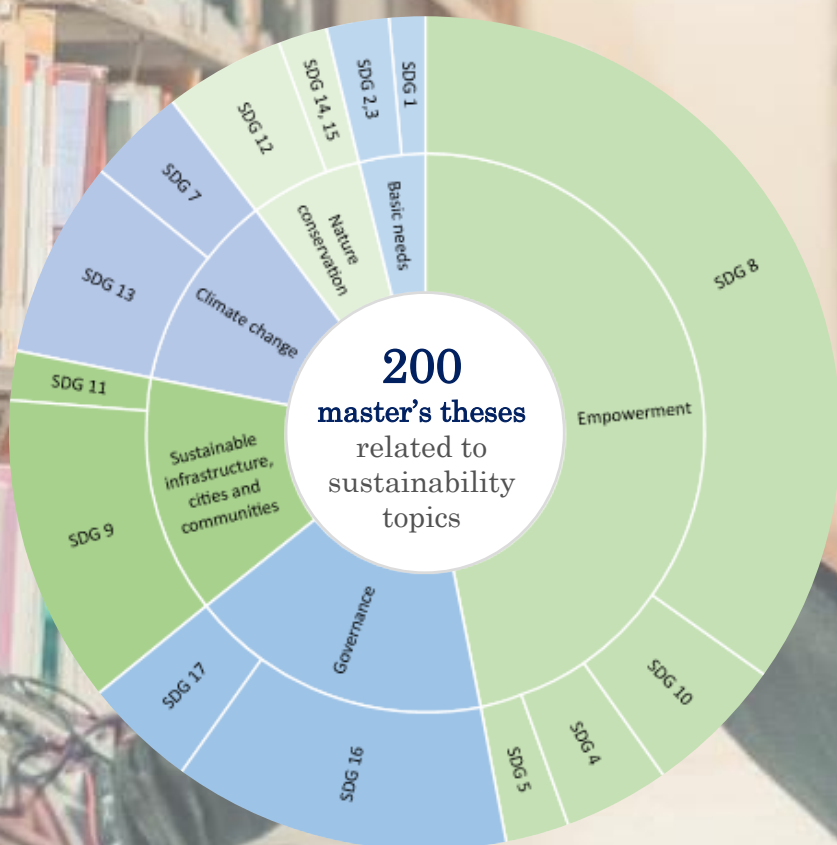 200
master's theses
related to
sustainability
topics
Empowerment
SDG 8
SDG 10
SDG 4
SDG 5
Governance
SDG 16
SDG 17
Sustainable
infrastructure,
cities and
communities
SDG 9
SDG 11
Climate change
SDG 13
SDG 7
Nature
conservation
SDG 12
SDG 14, 15
Basic needs
SDG 2,3
SDG 1